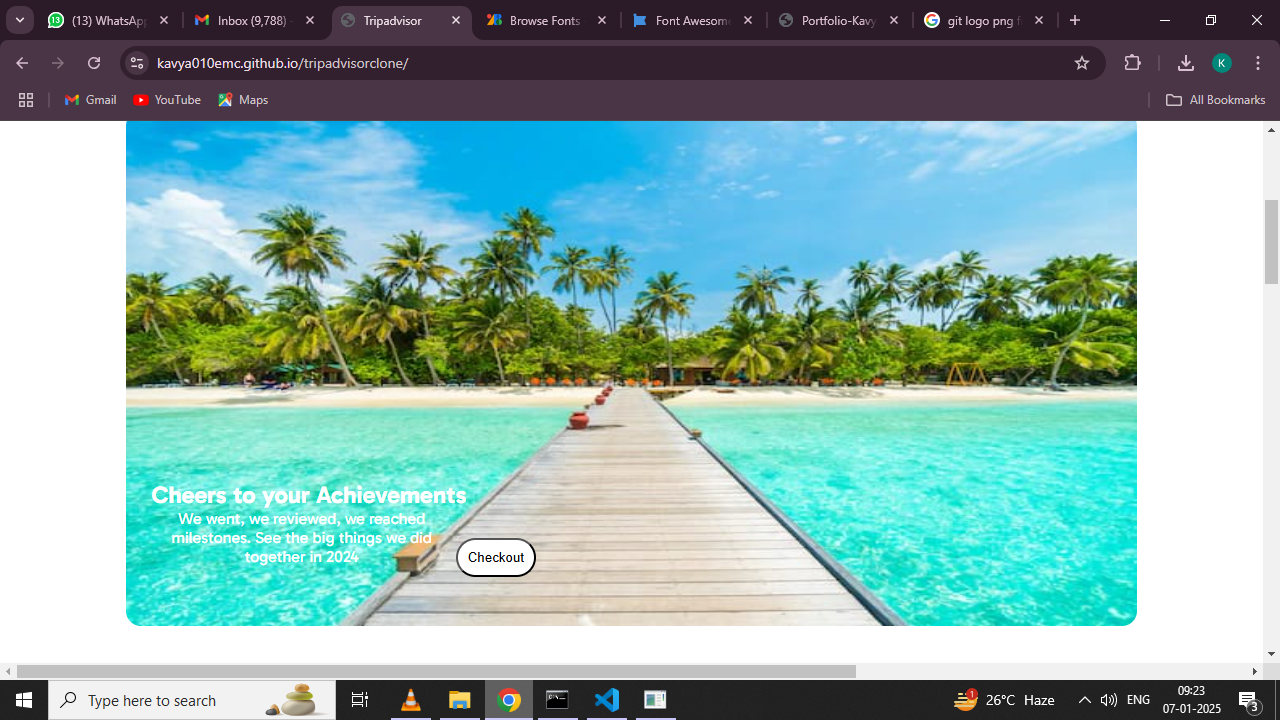 (13) WhatsApp
Inbox (9,788) -
Tripadvisor
Browse Fonts
Font Awesome
Portfolio-Kavy
git logo png f
kavya010emc.github.io/tripadvisorclone/
K
Gmail
YouTube
Maps
All Bookmarks
Cheers to your Achievements
We went, we reviewed, we reached
milestones. See the big things we did
together in 2024
Checkout
Type here to search
1
26°C Haze
ENG
09:23
07-01-2025
3